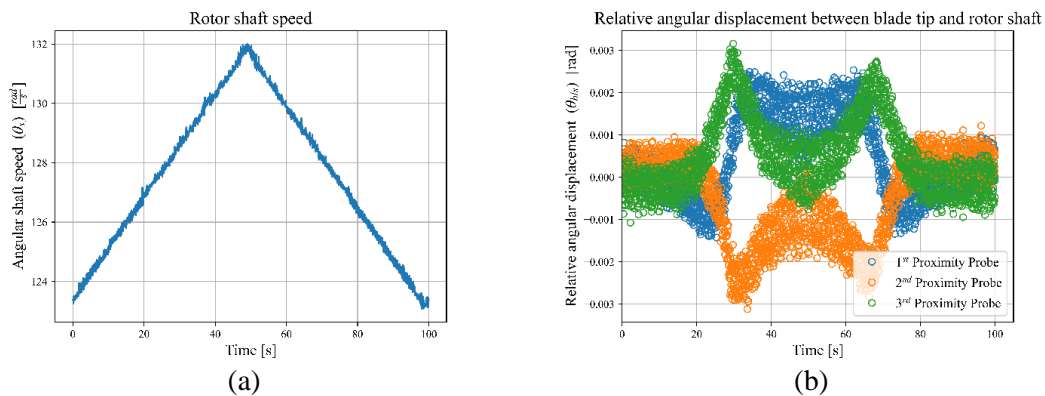 Rotor shaft speed
Angular shaft speed (θ̇ₛ) [rad/s]
132
130
128
126
124
0 20 40 60 80 100
Time [s]
(a)
Relative angular displacement between blade tip and rotor shaft
Relative angular displacement
0.003
0.002
0.001
0.000
-0.001
-0.002
-0.003
0 20 40 60 80 100
Time [s]
1ˢᵗ Proximity Probe
2ⁿᵈ Proximity Probe
3ʳᵈ Proximity Probe
(b)